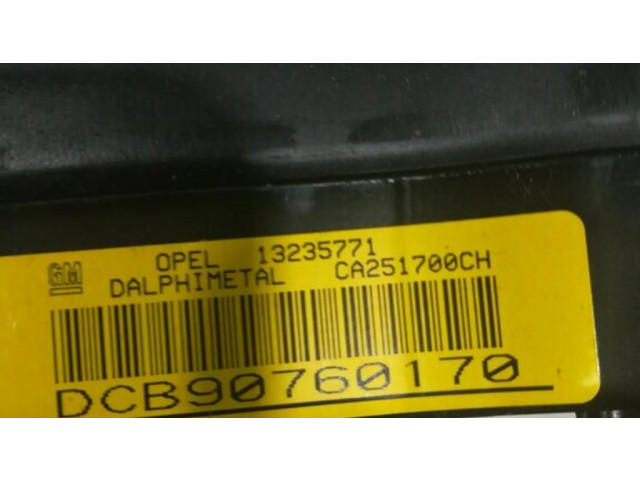 GM OPEL 13235771
DALPHIMETAL CA251700CH
DCB90760170